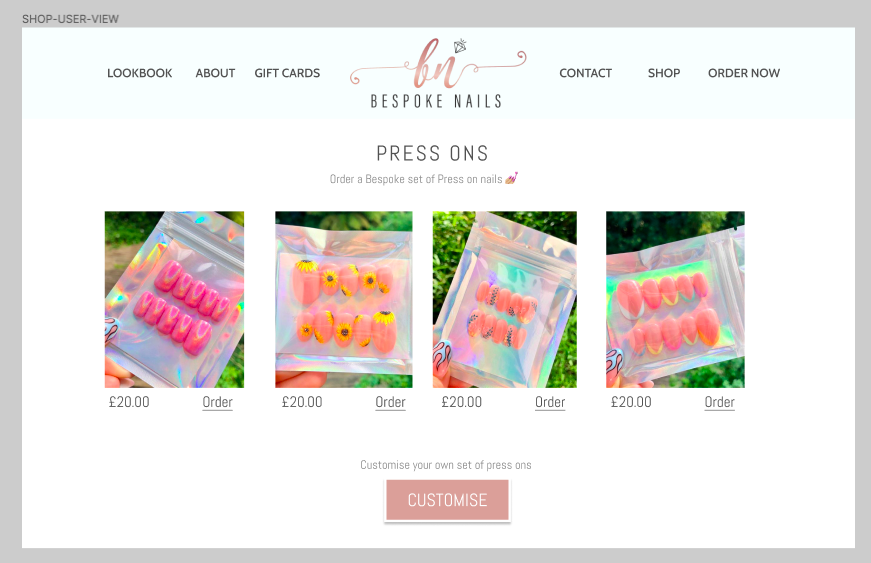 SHOP-USER-VIEW
LOOKBOOK ABOUT GIFT CARDS bn CONTACT SHOP ORDER NOW
BESPOKE NAILS
PRESS ONS
Order a Bespoke set of Press on nails 💅
£20.00 Order £20.00 Order £20.00 Order £20.00 Order
Customise your own set of press ons
CUSTOMISE